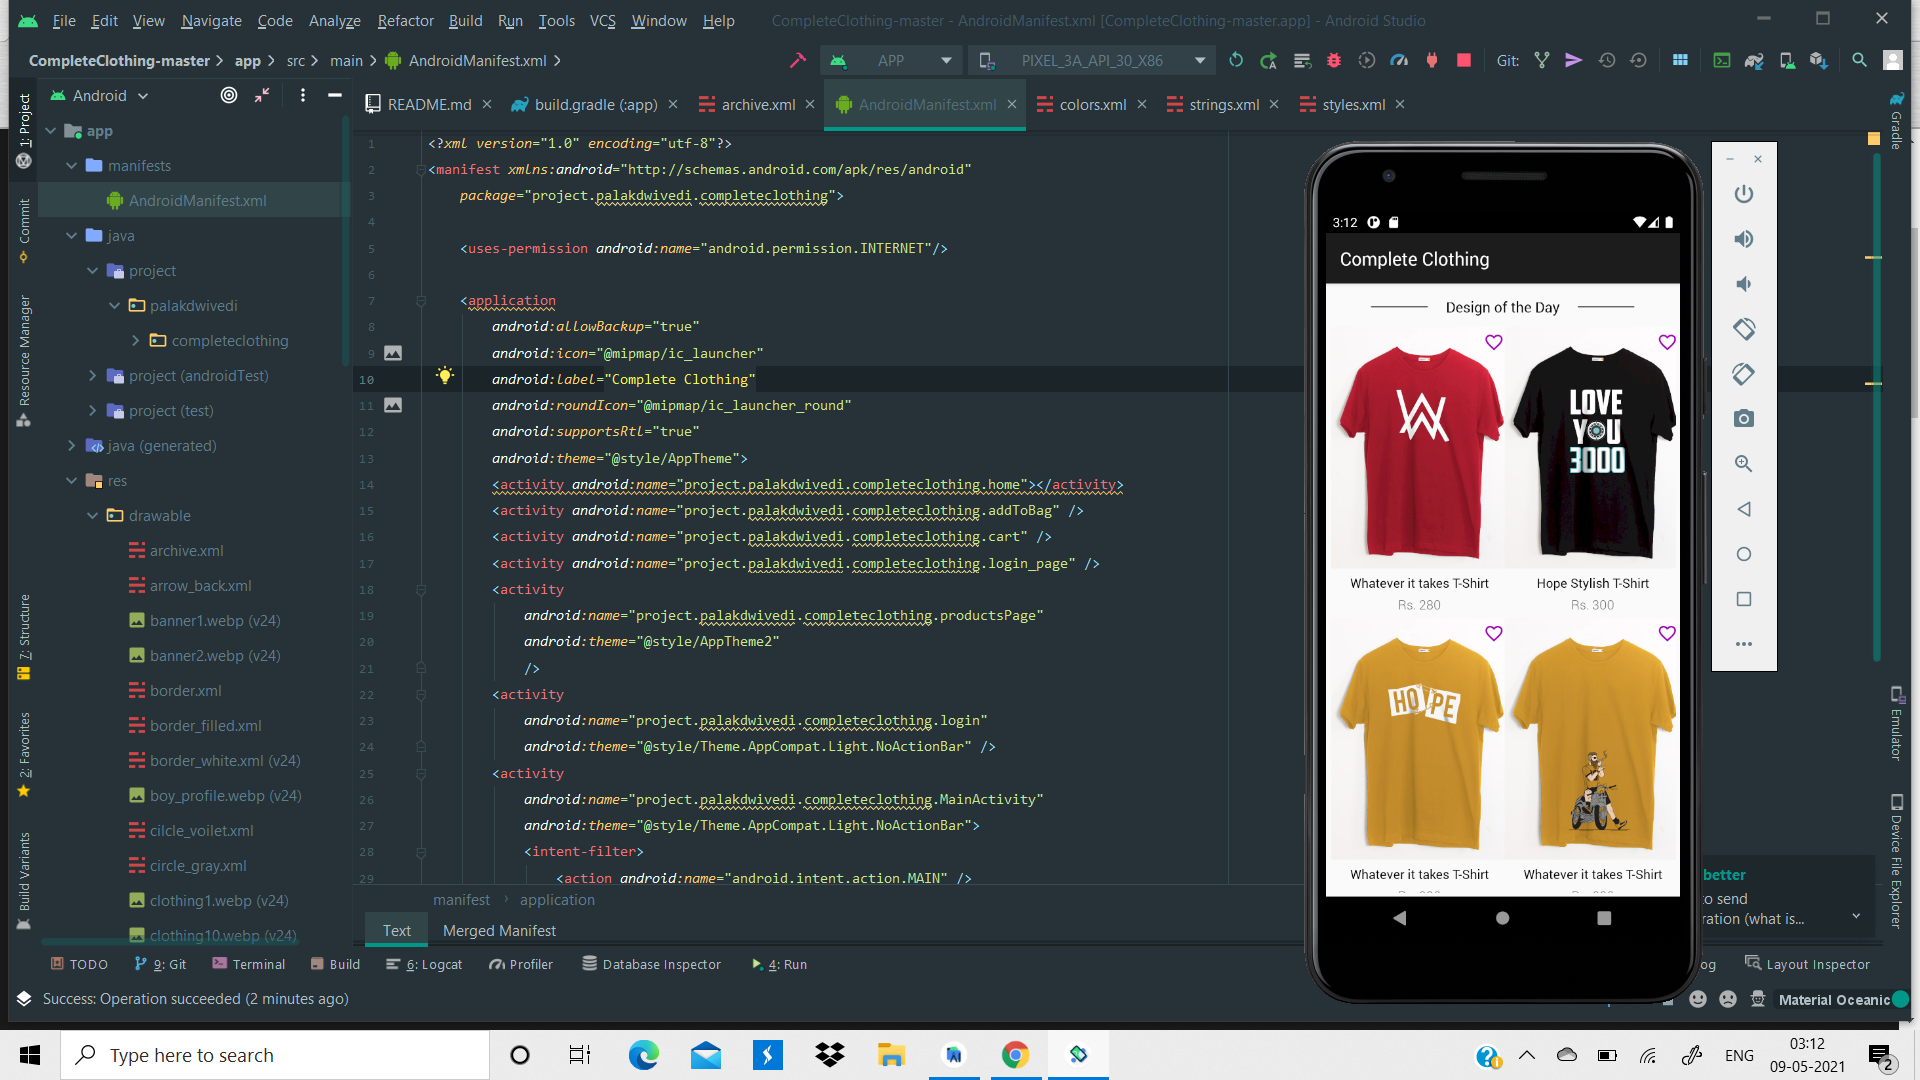 File Edit View Navigate Code Analyze Refactor Build Run Tools VCS Window Help CompleteClothing-master - AndroidManifest.xml [CompleteClothing-master.app] - Android Studio
CompleteClothing-master app src main AndroidManifest.xml APP PIXEL_3A_API_30_X86 Git:
Android README.md build.gradle (:app) archive.xml AndroidManifest.xml colors.xml strings.xml styles.xml
1: Project
Commit
Resource Manager
7: Structure
2: Favorites
Build Variants
app
manifests
AndroidManifest.xml
java
project
palakdwivedi
completeclothing
project (androidTest)
project (test)
java (generated)
res
drawable
archive.xml
arrow_back.xml
banner1.webp (v24)
banner2.webp (v24)
border.xml
border_filled.xml
border_white.xml (v24)
boy_profile.webp (v24)
cilcle_voilet.xml
circle_gray.xml
clothing1.webp (v24)
clothing10.webp (v24)
1 <?xml version="1.0" encoding="utf-8"?>
2 <manifest xmlns:android="http://schemas.android.com/apk/res/android"
3 package="project.palakdwivedi.completeclothing">
4
5 <uses-permission android:name="android.permission.INTERNET"/>
6
7 <application
8 android:allowBackup="true"
9 android:icon="@mipmap/ic_launcher"
10 android:label="Complete Clothing"
11 android:roundIcon="@mipmap/ic_launcher_round"
12 android:supportsRtl="true"
13 android:theme="@style/AppTheme">
14 <activity android:name="project.palakdwivedi.completeclothing.home"></activity>
15 <activity android:name="project.palakdwivedi.completeclothing.addToBag" />
16 <activity android:name="project.palakdwivedi.completeclothing.cart" />
17 <activity android:name="project.palakdwivedi.completeclothing.login_page" />
18 <activity
19 android:name="project.palakdwivedi.completeclothing.productsPage"
20 android:theme="@style/AppTheme2"
21 />
22 <activity
23 android:name="project.palakdwivedi.completeclothing.login"
24 android:theme="@style/Theme.AppCompat.Light.NoActionBar" />
25 <activity
26 android:name="project.palakdwivedi.completeclothing.MainActivity"
27 android:theme="@style/Theme.AppCompat.Light.NoActionBar">
28 <intent-filter>
29 <action android:name="android.intent.action.MAIN" />
manifest application
Text Merged Manifest
3:12
Complete Clothing
Design of the Day
LOVE
YOU
3000
Whatever it takes T-Shirt Hope Stylish T-Shirt
Rs. 280 Rs. 300
HOPE
Whatever it takes T-Shirt Whatever it takes T-Shirt
Gradle
Emulator
Device File Explorer
better
to send
ration (what is...
TODO 9: Git Terminal Build 6: Logcat Profiler Database Inspector 4: Run og Layout Inspector
Success: Operation succeeded (2 minutes ago) Material Oceanic
Type here to search
ENG
03:12
09-05-2021
2